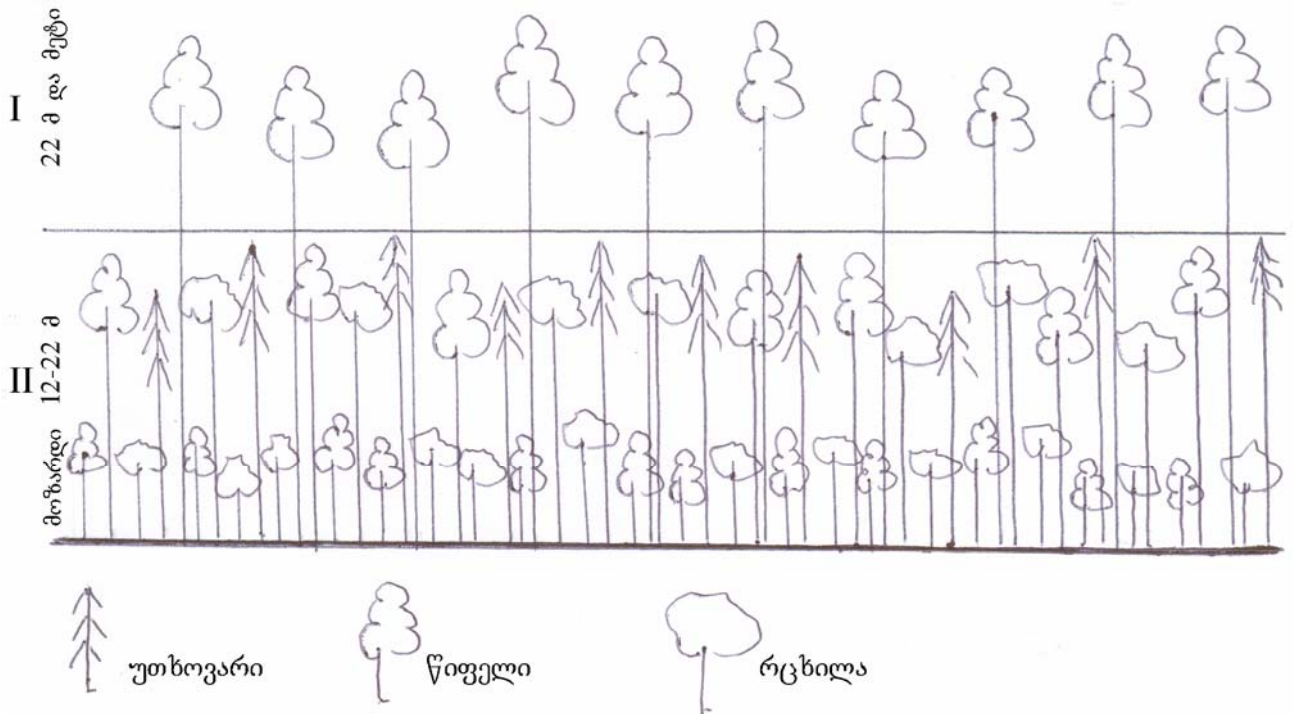 I
22 მ და მეტი
II
12–22 მ
მოზარდი
უთხოვარი
წიფელი
რცხილა